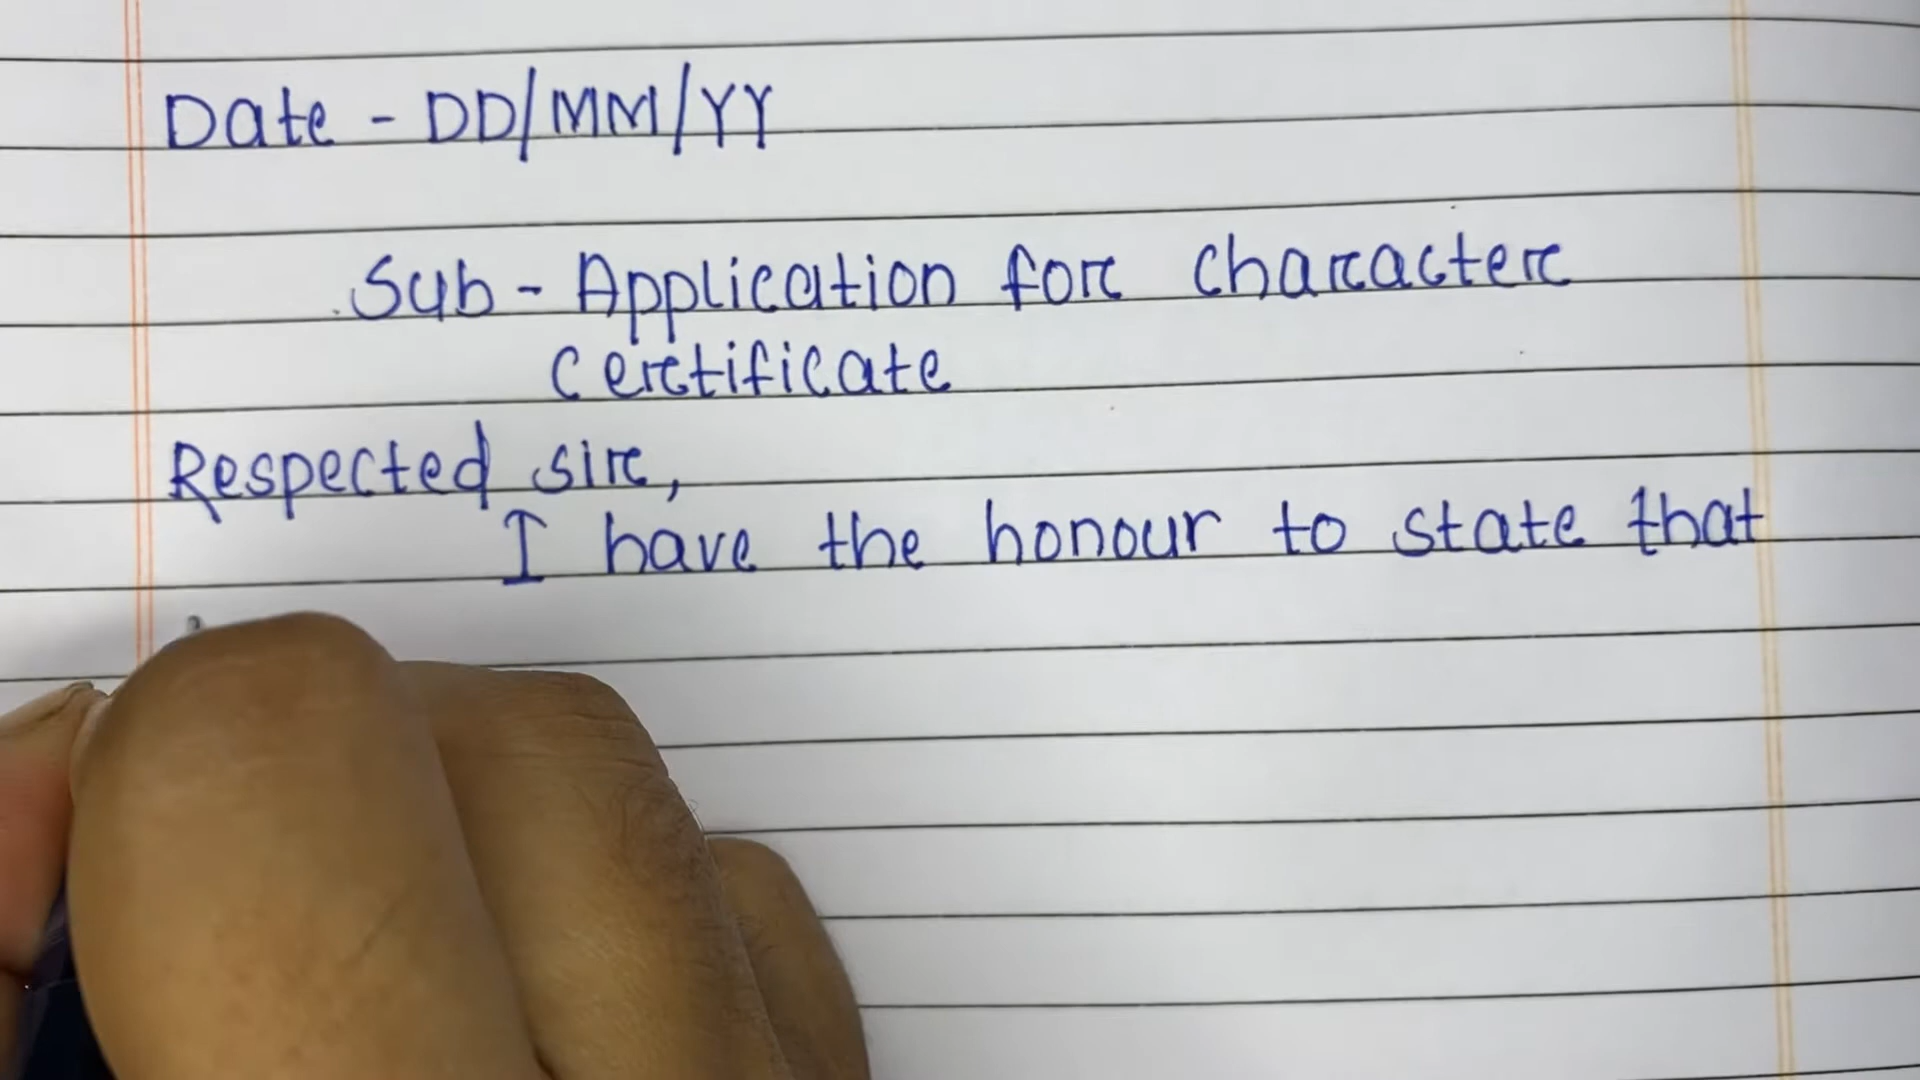 Date - DD/MM/YY
Sub - Application for character
certificate
Respected sir,
I have the honour to state that